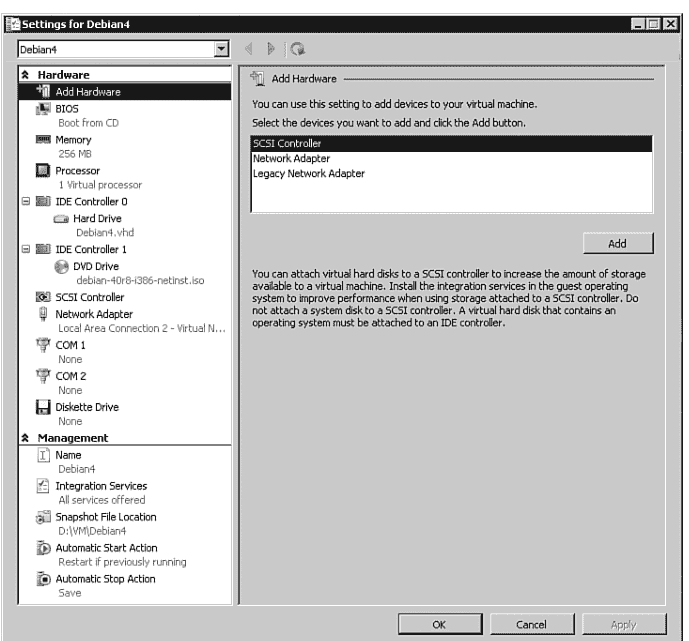 Settings for Debian4
Debian4
Hardware
Add Hardware
BIOS
Boot from CD
Memory
256 MB
Processor
1 Virtual processor
IDE Controller 0
Hard Drive
Debian4.vhd
IDE Controller 1
DVD Drive
debian-40r8-i386-netinst.iso
SCSI Controller
Network Adapter
Local Area Connection 2 - Virtual N...
COM 1
None
COM 2
None
Diskette Drive
None
Management
Name
Debian4
Integration Services
All services offered
Snapshot File Location
D:\VM\Debian4
Automatic Start Action
Restart if previously running
Automatic Stop Action
Save
Add Hardware
You can use this setting to add devices to your virtual machine.
Select the devices you want to add and click the Add button.
SCSI Controller
Network Adapter
Legacy Network Adapter
Add
You can attach virtual hard disks to a SCSI controller to increase the amount of storage
available to a virtual machine. Install the integration services in the guest operating
system to improve performance when using storage attached to a SCSI controller. Do
not attach a system disk to a SCSI controller. A virtual hard disk that contains an
operating system must be attached to an IDE controller.
OK
Cancel
Apply